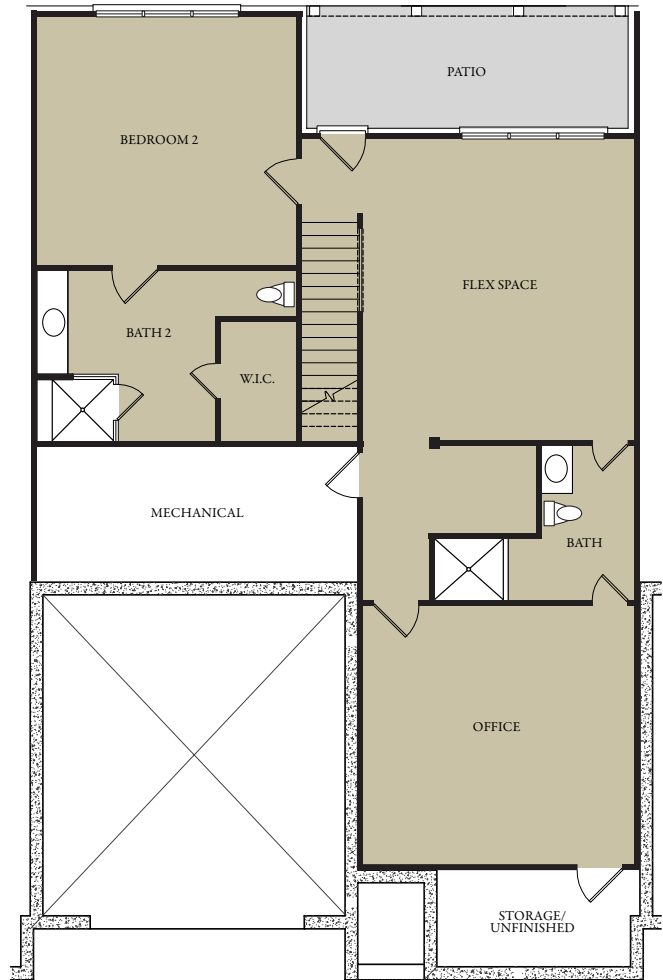 PATIO
BEDROOM 2
FLEX SPACE
BATH 2
W.I.C.
MECHANICAL
BATH
OFFICE
STORAGE/
UNFINISHED